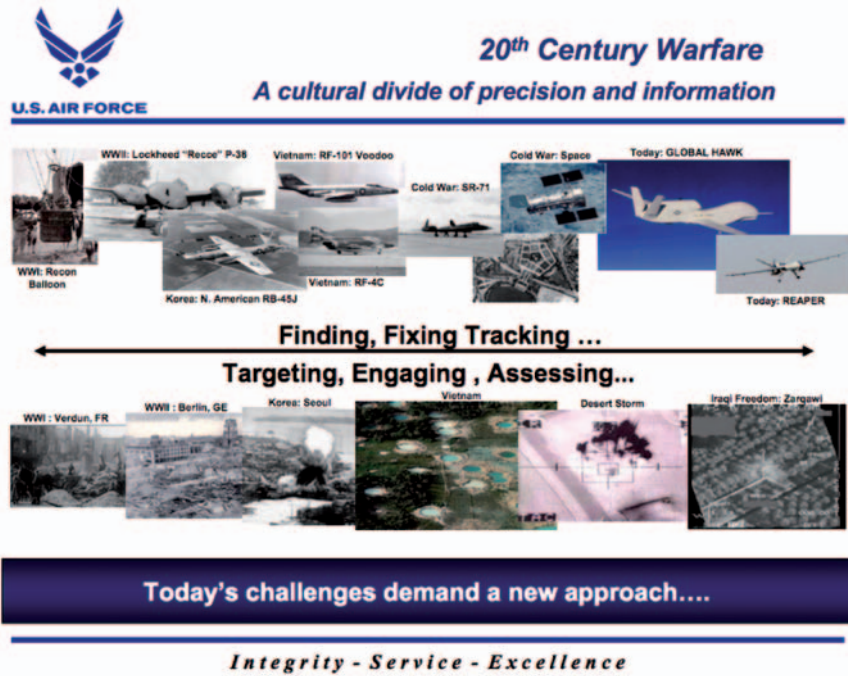 20th Century Warfare
A cultural divide of precision and information
U.S. AIR FORCE
WWII: Lockheed "Recce" P-38
Vietnam: RF-101 Voodoo
Cold War: Space
Today: GLOBAL HAWK
Cold War: SR-71
WWI: Recon
Balloon
Korea: N. American RB-45J
Vietnam: RF-4C
Today: REAPER
Finding, Fixing Tracking ...
Targeting, Engaging , Assessing...
WWI : Verdun, FR
WWII : Berlin, GE
Korea: Seoul
Vietnam
Desert Storm
Iraqi Freedom: Zarqawi
Today's challenges demand a new approach....
Integrity - Service - Excellence